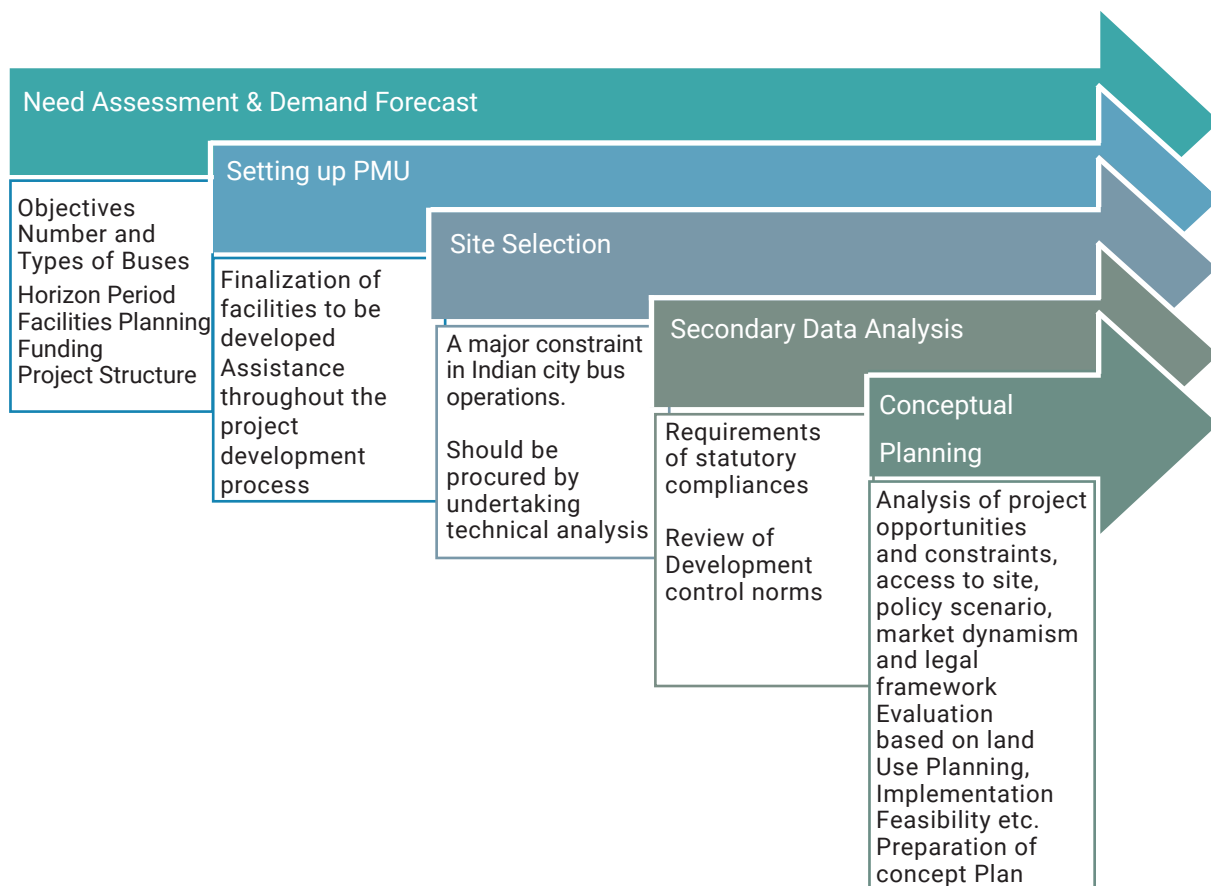 Need Assessment & Demand Forecast
Objectives
Number and
Types of Buses
Horizon Period
Facilities Planning
Funding
Project Structure
Setting up PMU
Finalization of
facilities to be
developed
Assistance
throughout the
project
development
process
Site Selection
A major constraint
in Indian city bus
operations.
Should be
procured by
undertaking
technical analysis
Secondary Data Analysis
Requirements
of statutory
compliances
Review of
Development
control norms
Conceptual
Planning
Analysis of project
opportunities
and constraints,
access to site,
policy scenario,
market dynamism
and legal
framework
Evaluation
based on land
Use Planning,
Implementation
Feasibility etc.
Preparation of
concept Plan